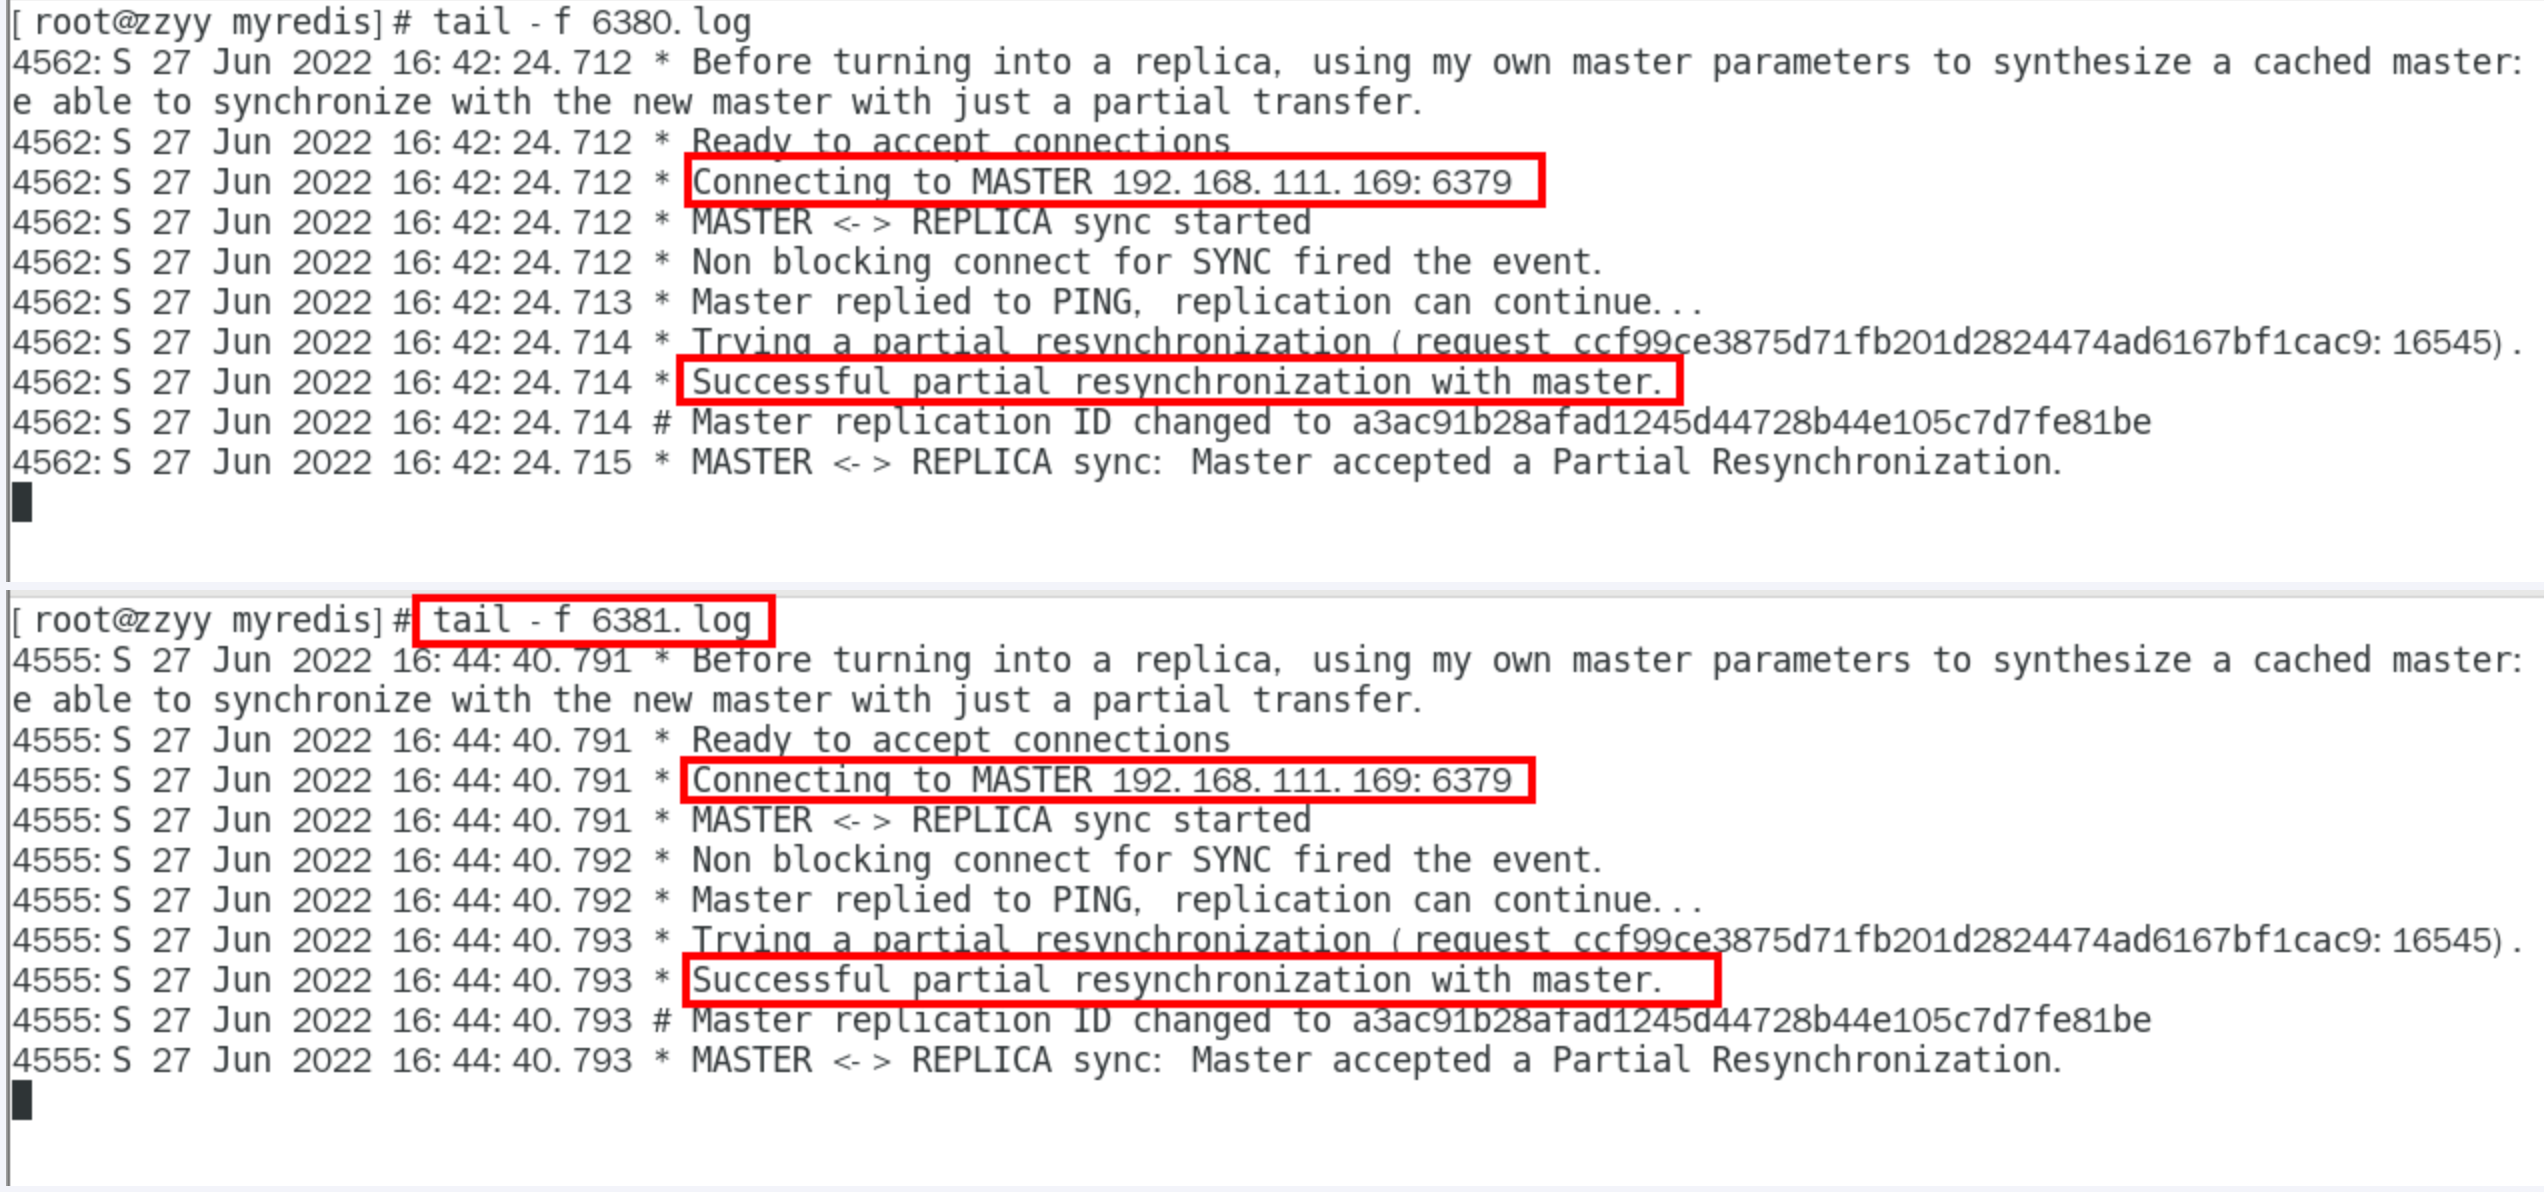 [root@zzyy myredis]# tail -f 6380.log
4562:S 27 Jun 2022 16:42:24.712 * Before turning into a replica, using my own master parameters to synthesize a cached master:
e able to synchronize with the new master with just a partial transfer.
4562:S 27 Jun 2022 16:42:24.712 * Ready to accept connections
4562:S 27 Jun 2022 16:42:24.712 * Connecting to MASTER 192.168.111.169:6379
4562:S 27 Jun 2022 16:42:24.712 * MASTER <-> REPLICA sync started
4562:S 27 Jun 2022 16:42:24.712 * Non blocking connect for SYNC fired the event.
4562:S 27 Jun 2022 16:42:24.713 * Master replied to PING, replication can continue...
4562:S 27 Jun 2022 16:42:24.714 * Trying a partial resynchronization (request ccf99ce3875d71fb201d2824474ad6167bf1cac9:16545).
4562:S 27 Jun 2022 16:42:24.714 * Successful partial resynchronization with master.
4562:S 27 Jun 2022 16:42:24.714 # Master replication ID changed to a3ac91b28afad1245d44728b44e105c7d7fe81be
4562:S 27 Jun 2022 16:42:24.715 * MASTER <-> REPLICA sync: Master accepted a Partial Resynchronization.
[root@zzyy myredis]# tail -f 6381.log
4555:S 27 Jun 2022 16:44:40.791 * Before turning into a replica, using my own master parameters to synthesize a cached master:
e able to synchronize with the new master with just a partial transfer.
4555:S 27 Jun 2022 16:44:40.791 * Ready to accept connections
4555:S 27 Jun 2022 16:44:40.791 * Connecting to MASTER 192.168.111.169:6379
4555:S 27 Jun 2022 16:44:40.791 * MASTER <-> REPLICA sync started
4555:S 27 Jun 2022 16:44:40.792 * Non blocking connect for SYNC fired the event.
4555:S 27 Jun 2022 16:44:40.792 * Master replied to PING, replication can continue...
4555:S 27 Jun 2022 16:44:40.793 * Trying a partial resynchronization (request ccf99ce3875d71fb201d2824474ad6167bf1cac9:16545).
4555:S 27 Jun 2022 16:44:40.793 * Successful partial resynchronization with master.
4555:S 27 Jun 2022 16:44:40.793 # Master replication ID changed to a3ac91b28afad1245d44728b44e105c7d7fe81be
4555:S 27 Jun 2022 16:44:40.793 * MASTER <-> REPLICA sync: Master accepted a Partial Resynchronization.